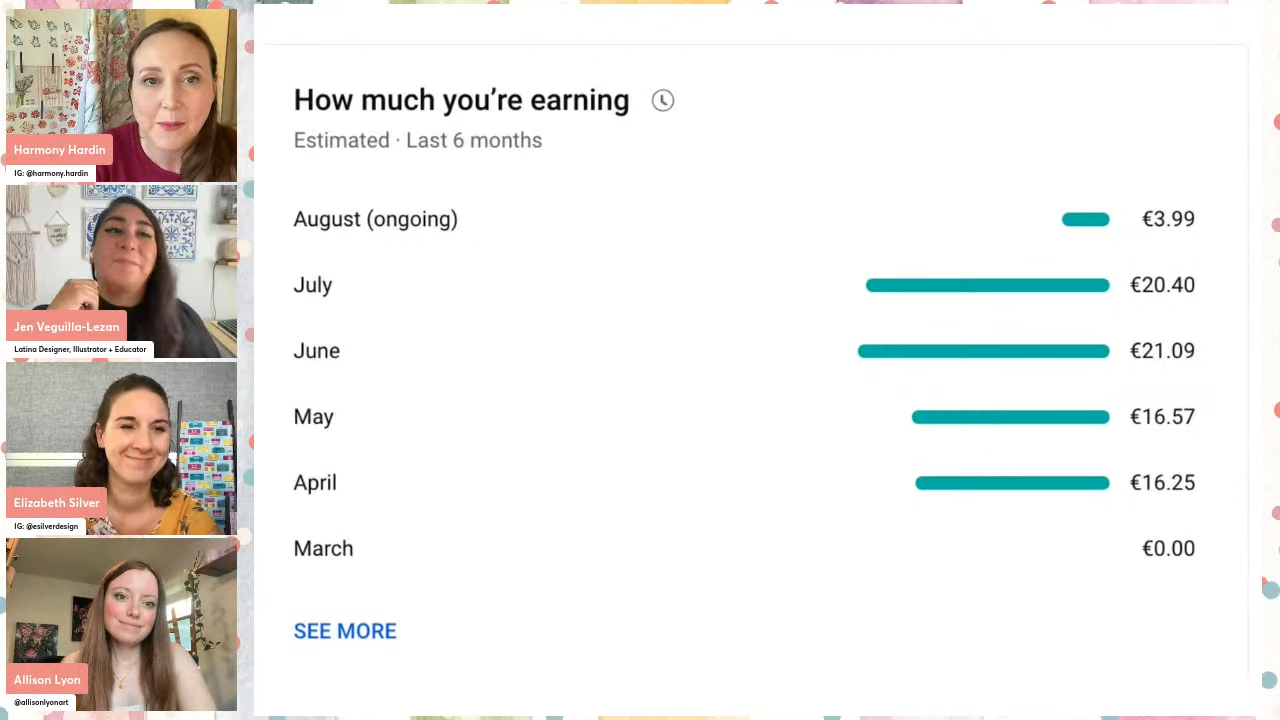 Harmony Hardin
IG: @harmony.hardin
Jen Veguilla-Lezan
Latina Designer, Illustrator + Educator
Elizabeth Silver
IG: @esilverdesign
Allison Lyon
@allisonlyonart
How much you’re earning
Estimated · Last 6 months
August (ongoing) €3.99
July €20.40
June €21.09
May €16.57
April €16.25
March €0.00
SEE MORE